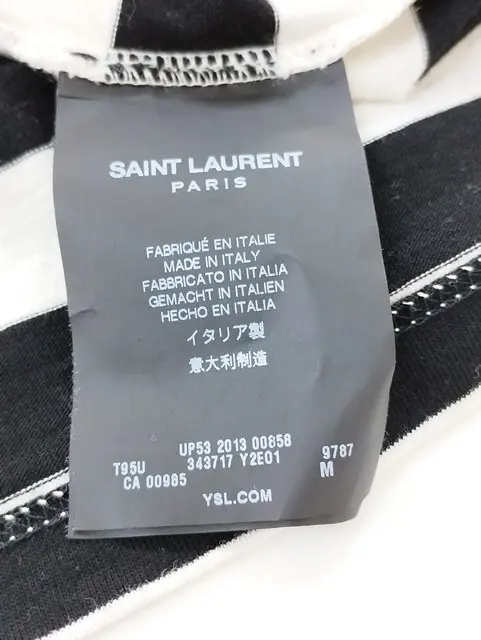 SAINT LAURENT
PARIS
FABRIQUÉ EN ITALIE
MADE IN ITALY
FABBRICATO IN ITALIA
GEMACHT IN ITALIEN
HECHO EN ITALIA
イタリア製
意大利制造
UP53 2013 00858
T95U 343717 Y2E01 9787
CA 00985 M
YSL.COM